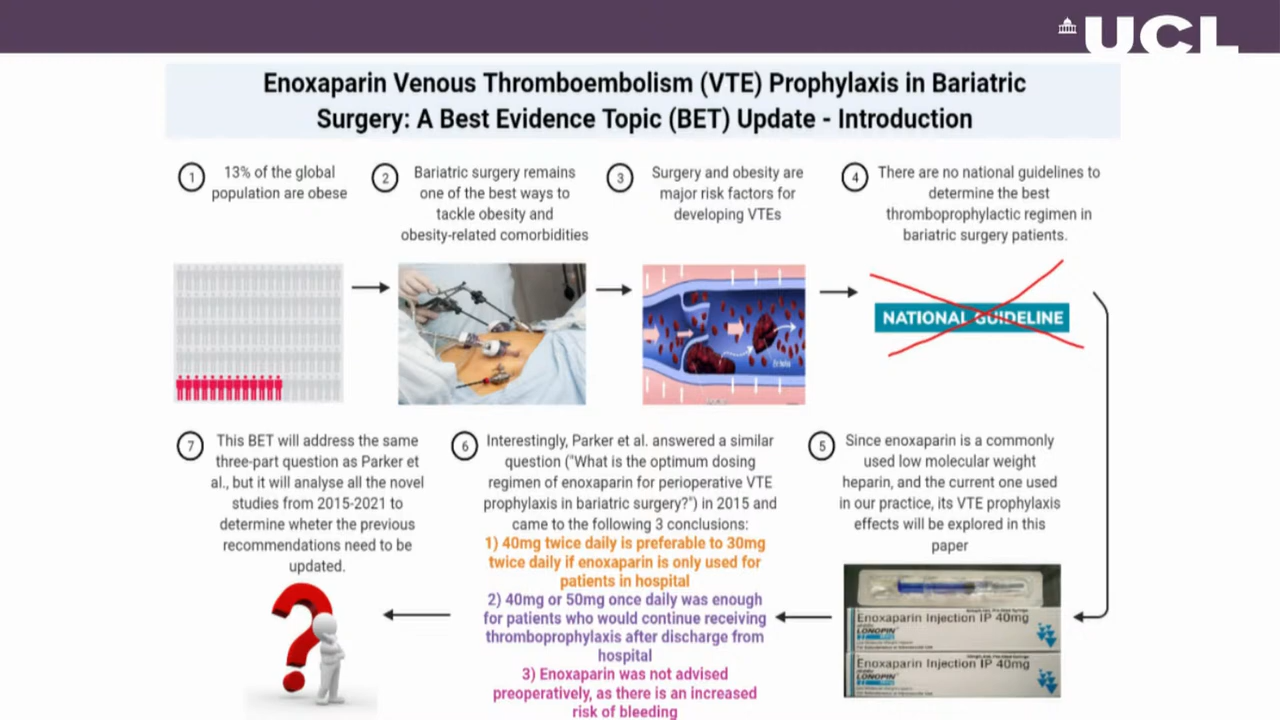 UCL
Enoxaparin Venous Thromboembolism (VTE) Prophylaxis in Bariatric
Surgery: A Best Evidence Topic (BET) Update - Introduction
1
13% of the global
population are obese
2
Bariatric surgery remains
one of the best ways to
tackle obesity and
obesity-related comorbidities
3
Surgery and obesity are
major risk factors for
developing VTEs
4
There are no national guidelines to
determine the best
thromboprophylactic regimen in
bariatric surgery patients.
NATIONAL GUIDELINE
5
Since enoxaparin is a commonly
used low molecular weight
heparin, and the current one used
in our practice, its VTE prophylaxis
effects will be explored in this
paper
Enoxaparin Injection IP 40mg
LONOPIN
Enoxaparin Injection IP 40mg
LONOPIN
6
Interestingly, Parker et al. answered a similar
question ("What is the optimum dosing
regimen of enoxaparin for perioperative VTE
prophylaxis in bariatric surgery?") in 2015 and
came to the following 3 conclusions:
1) 40mg twice daily is preferable to 30mg
twice daily if enoxaparin is only used for
patients in hospital
2) 40mg or 50mg once daily was enough
for patients who would continue receiving
thromboprophylaxis after discharge from
hospital
3) Enoxaparin was not advised
preoperatively, as there is an increased
risk of bleeding
7
This BET will address the same
three-part question as Parker et
al., but it will analyse all the novel
studies from 2015-2021 to
determine wheter the previous
recommendations need to be
updated.